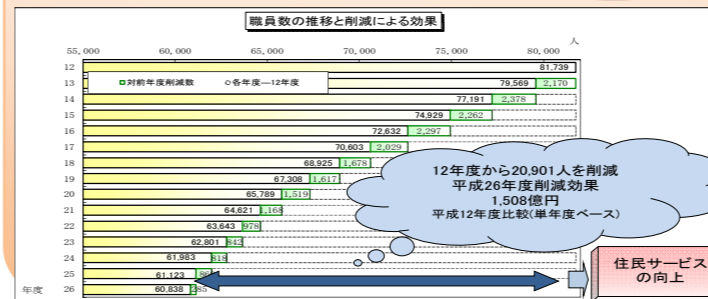 職員数の推移と削減による効果
人
55,000 60,000 65,000 70,000 75,000 80,000
□対前年度削減数 ○各年度―12年度
12 81,739
13 79,569 2,170
14 77,191 2,378
15 74,929 2,262
16 72,632 2,297
17 70,603 2,029
18 68,925 1,678
19 67,308 1,617
20 65,789 1,519
21 64,621 1,168
22 63,643 978
23 62,801 842
24 61,983 818
25 61,123
26 60,838 285
年度
12年度から20,901人を削減
平成26年度削減効果
1,508億円
平成12年度比較(単年度ベース)
住民サービス
の向上